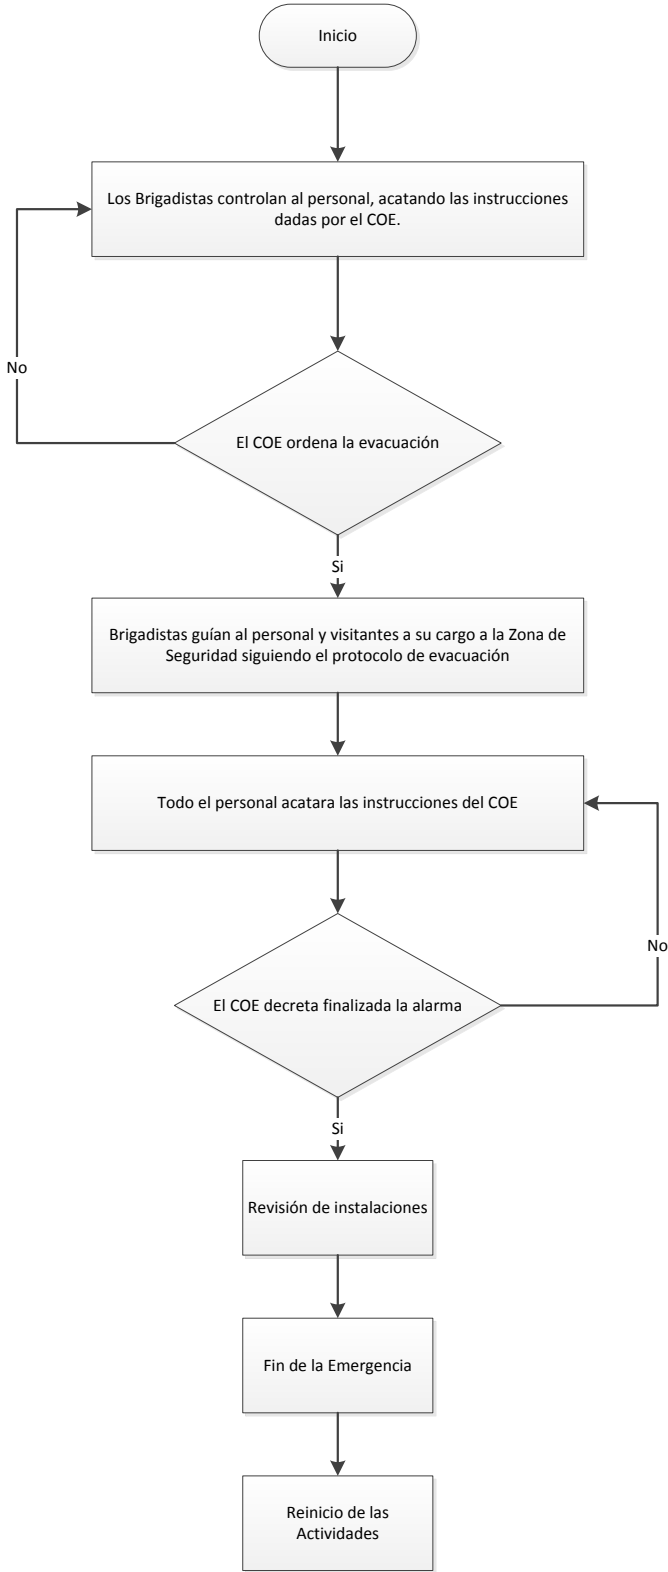 Inicio
Los Brigadistas controlan al personal, acatando las instrucciones
dadas por el COE.
No
El COE ordena la evacuación
Si
Brigadistas guían al personal y visitantes a su cargo a la Zona de
Seguridad siguiendo el protocolo de evacuación
Todo el personal acatara las instrucciones del COE
No
El COE decreta finalizada la alarma
Si
Revisión de instalaciones
Fin de la Emergencia
Reinicio de las
Actividades